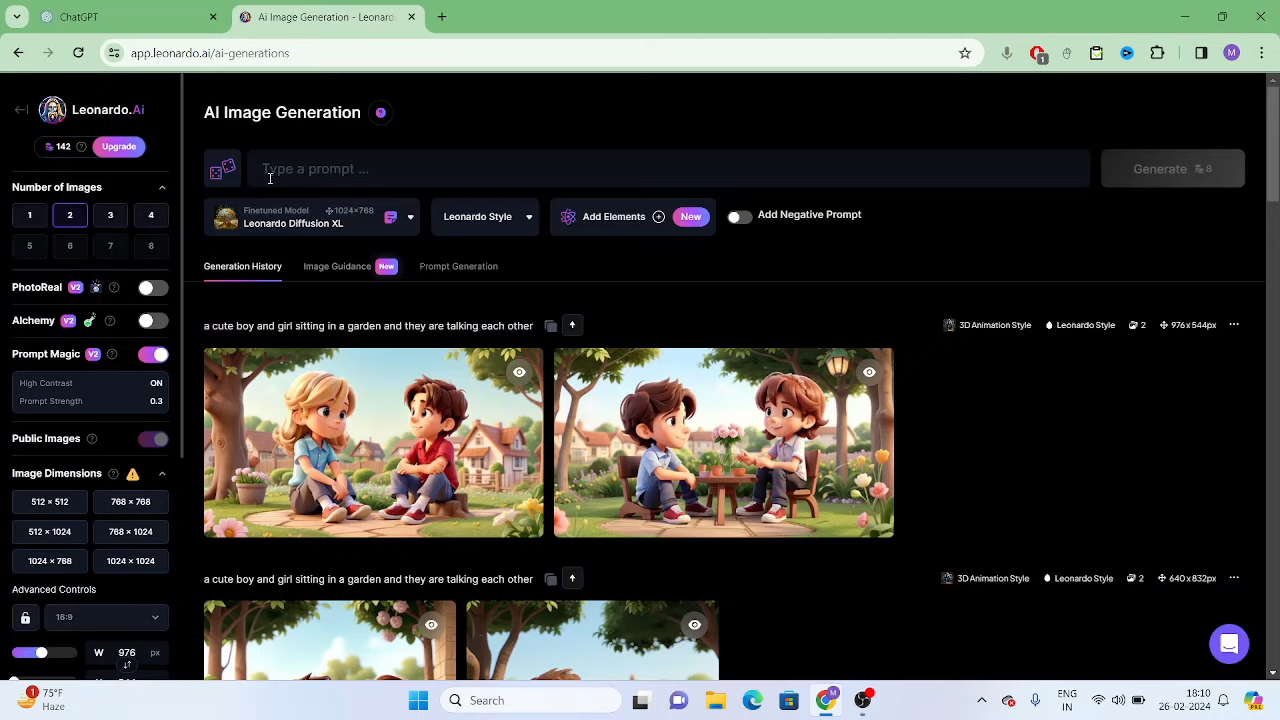 ChatGPT
Ai Image Generation - Leonardo
app.leonardo.ai/ai-generations
1
M
Leonardo.Ai
142
Upgrade
Number of Images
1 2 3 4
5 6 7 8
PhotoReal V2
Alchemy V2
Prompt Magic V2
High Contrast ON
Prompt Strength 0.3
Public Images
Image Dimensions
512 × 512 768 × 768
512 × 1024 768 × 1024
1024 × 768 1024 × 1024
Advanced Controls
16:9
W 976 px
AI Image Generation
Type a prompt ...
Generate 8
Finetuned Model 1024×768
Leonardo Diffusion XL
Leonardo Style
Add Elements New
Add Negative Prompt
Generation History Image Guidance New Prompt Generation
a cute boy and girl sitting in a garden and they are talking each other
3D Animation Style Leonardo Style 2 976x544px
a cute boy and girl sitting in a garden and they are talking each other
3D Animation Style Leonardo Style 2 640x832px
1
75°F
Haze
Search
M
ENG
IN
18:10
26-02-2024
PRE